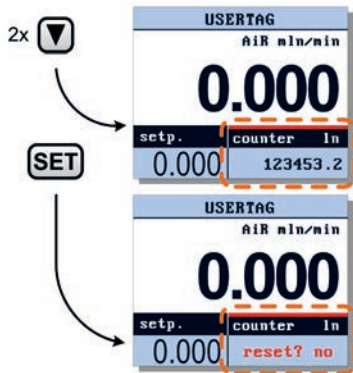 2x ▼
USERTAG
AiR mln/min
0.000
setp. counter ln
0.000 123453.2
SET
USERTAG
AiR mln/min
0.000
setp. counter ln
0.000 reset? no